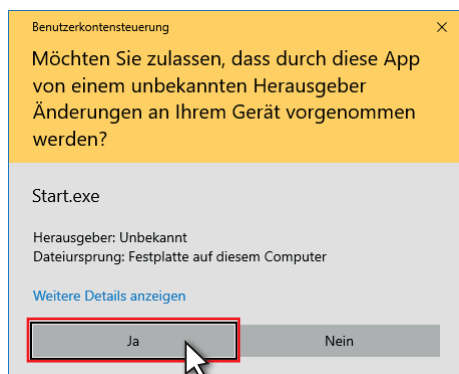 Benutzerkontensteuerung
Möchten Sie zulassen, dass durch diese App
von einem unbekannten Herausgeber
Änderungen an Ihrem Gerät vorgenommen
werden?
Start.exe
Herausgeber: Unbekannt
Dateiursprung: Festplatte auf diesem Computer
Weitere Details anzeigen
Ja
Nein